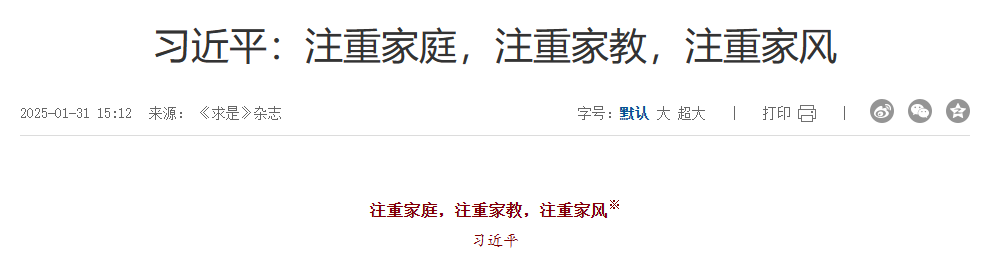 习近平：注重家庭，注重家教，注重家风
2025-01-31 15:12 来源： 《求是》杂志 字号：默认 大 超大 | 打印 |
注重家庭，注重家教，注重家风※
习近平